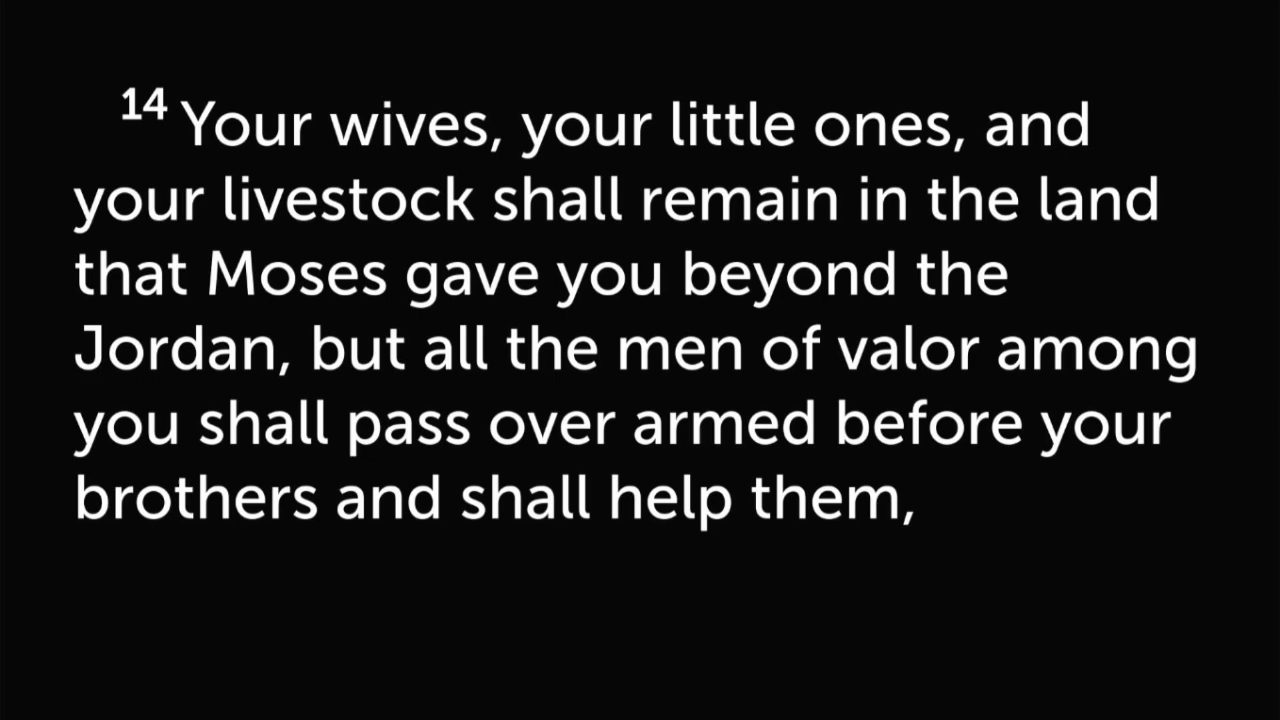 14 Your wives, your little ones, and
your livestock shall remain in the land
that Moses gave you beyond the
Jordan, but all the men of valor among
you shall pass over armed before your
brothers and shall help them,